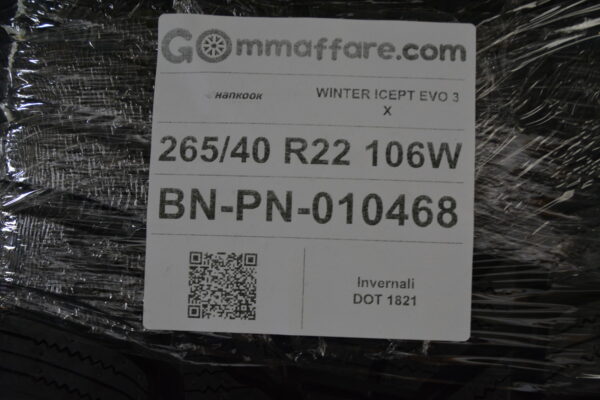 GOmmaffare.com
Hankook
WINTER ICEPT EVO 3
X
265/40 R22 106W
BN-PN-010468
Invernali
DOT 1821